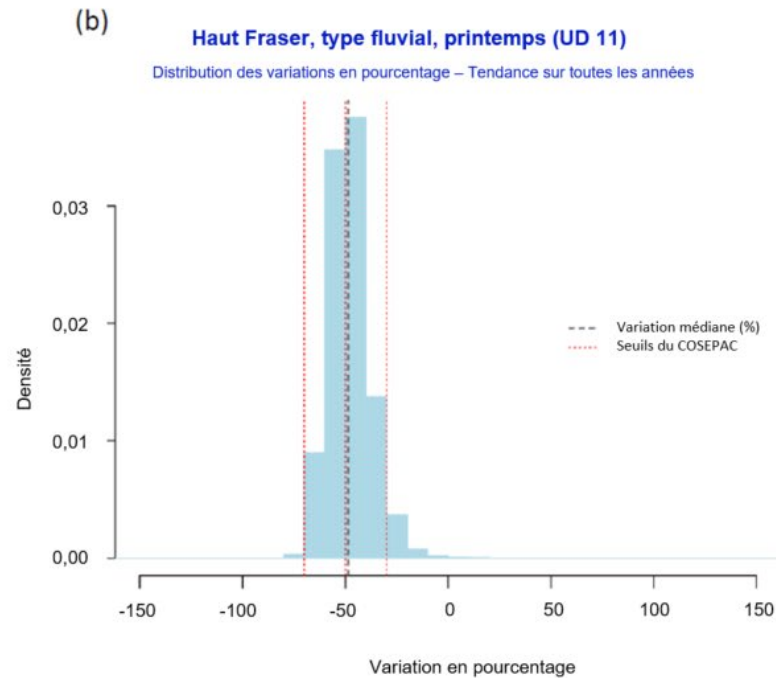 (b)
Haut Fraser, type fluvial, printemps (UD 11)
Distribution des variations en pourcentage – Tendance sur toutes les années
0,03
0,02
0,01
0,00
Densité
Variation médiane (%)
Seuils du COSEPAC
-150 -100 -50 0 50 100 150
Variation en pourcentage